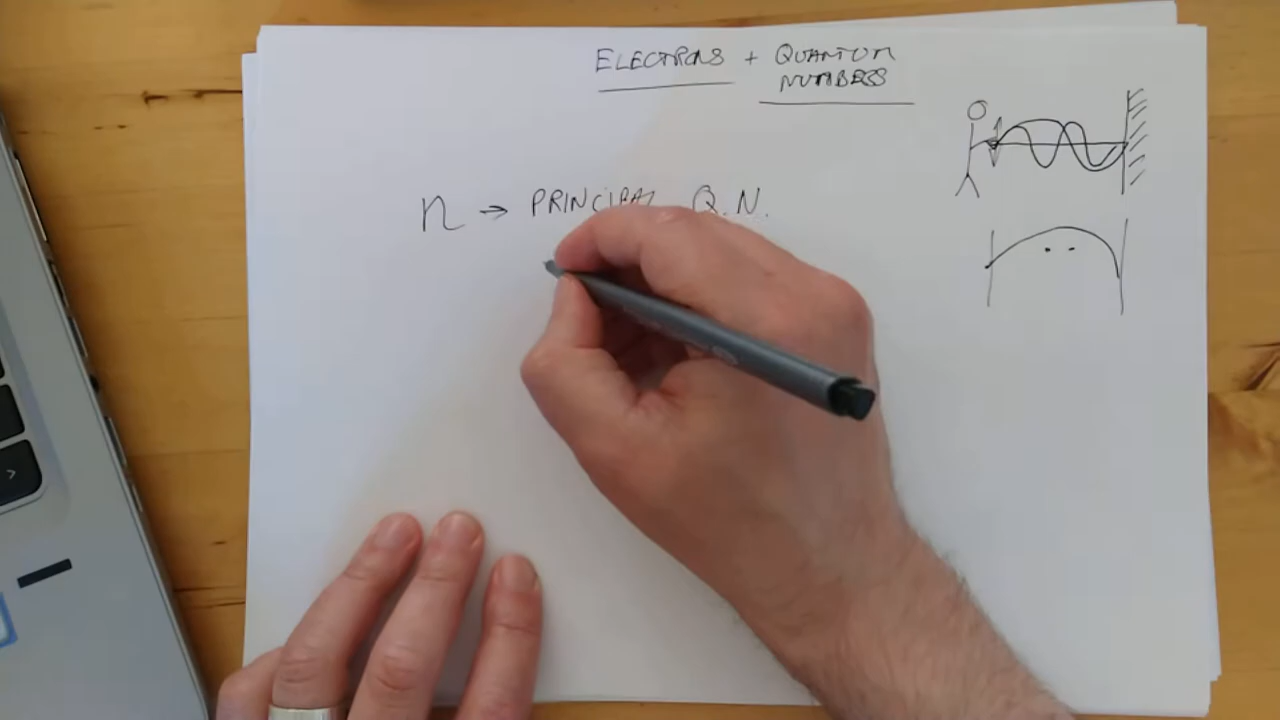 ELECTRONS + QUANTUM
NUMBERS
n → PRINCIPAL Q.N.